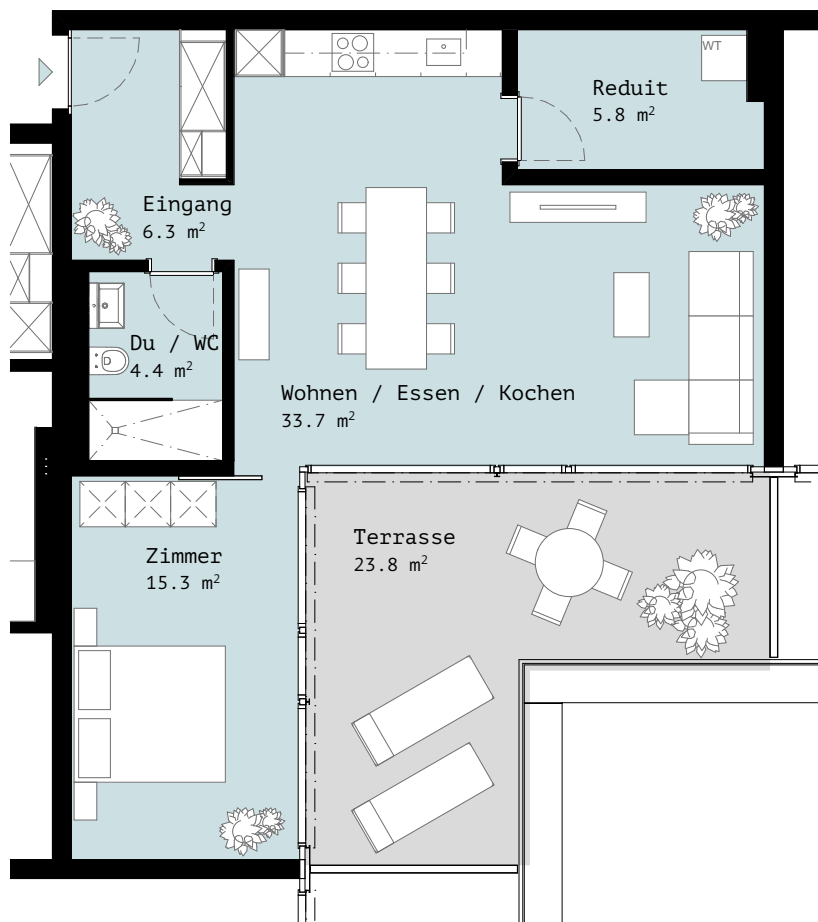 WT
Reduit
5.8 m²
Eingang
6.3 m²
Du / WC
4.4 m²
Wohnen / Essen / Kochen
33.7 m²
Terrasse
23.8 m²
Zimmer
15.3 m²